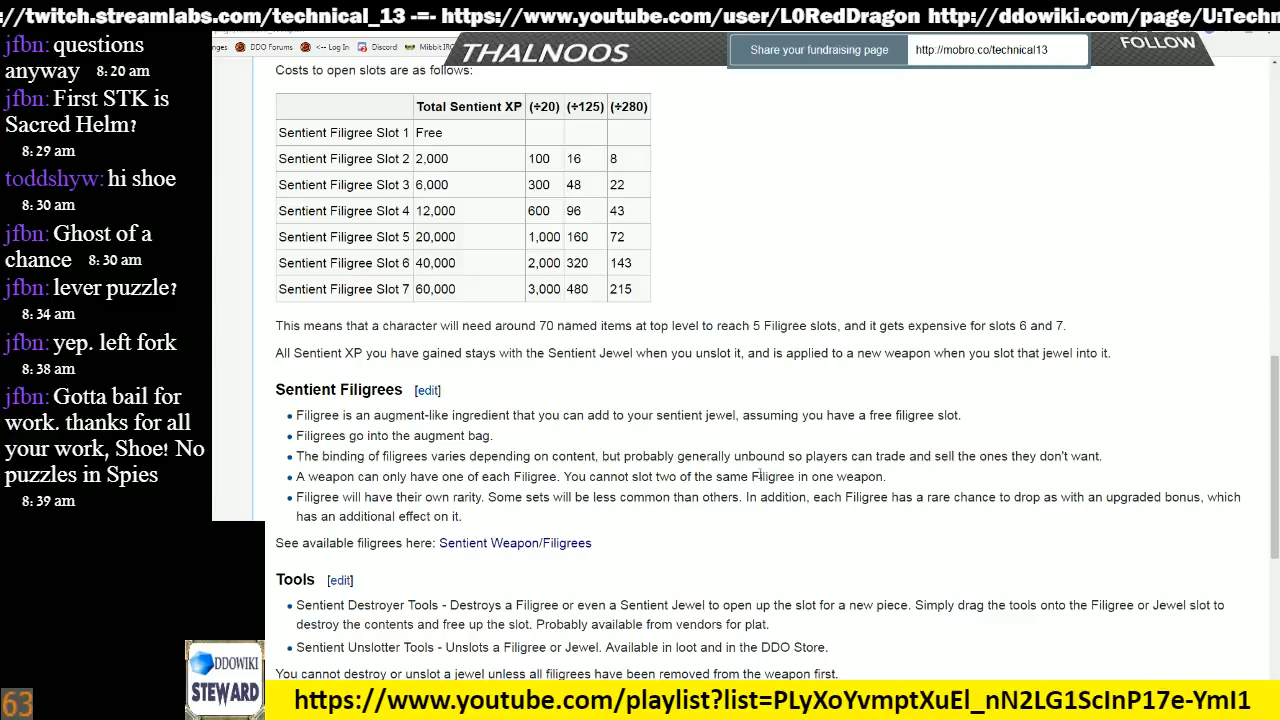 ://twitch.streamlabs.com/technical_13 -=- https://www.youtube.com/user/L0RedDragon http://ddowiki.com/page/U:Techn
jfbn: questions
anyway 8:20 am
jfbn: First STK is
Sacred Helm?
8:29 am
toddshyw: hi shoe
8:30 am
jfbn: Ghost of a
chance 8:30 am
jfbn: lever puzzle?
8:34 am
jfbn: yep. left fork
8:38 am
jfbn: Gotta bail for
work. thanks for all
your work, Shoe! No
puzzles in Spies
8:39 am
nges DDO Forums <-- Log In Discord Mibbit IR
THALNOOS
Share your fundraising page http://mobro.co/technical13
FOLLOW
Costs to open slots are as follows:
Total Sentient XP (÷20) (÷125) (÷280)
Sentient Filigree Slot 1 Free
Sentient Filigree Slot 2 2,000 100 16 8
Sentient Filigree Slot 3 6,000 300 48 22
Sentient Filigree Slot 4 12,000 600 96 43
Sentient Filigree Slot 5 20,000 1,000 160 72
Sentient Filigree Slot 6 40,000 2,000 320 143
Sentient Filigree Slot 7 60,000 3,000 480 215
This means that a character will need around 70 named items at top level to reach 5 Filigree slots, and it gets expensive for slots 6 and 7.
All Sentient XP you have gained stays with the Sentient Jewel when you unslot it, and is applied to a new weapon when you slot that jewel into it.
Sentient Filigrees [edit]
Filigree is an augment-like ingredient that you can add to your sentient jewel, assuming you have a free filigree slot.
Filigrees go into the augment bag.
The binding of filigrees varies depending on content, but probably generally unbound so players can trade and sell the ones they don't want.
A weapon can only have one of each Filigree. You cannot slot two of the same Filigree in one weapon.
Filigree will have their own rarity. Some sets will be less common than others. In addition, each Filigree has a rare chance to drop as with an upgraded bonus, which
has an additional effect on it.
See available filigrees here: Sentient Weapon/Filigrees
Tools [edit]
Sentient Destroyer Tools - Destroys a Filigree or even a Sentient Jewel to open up the slot for a new piece. Simply drag the tools onto the Filigree or Jewel slot to
destroy the contents and free up the slot. Probably available from vendors for plat.
Sentient Unslotter Tools - Unslots a Filigree or Jewel. Available in loot and in the DDO Store.
You cannot destroy or unslot a jewel unless all filigrees have been removed from the weapon first.
DDOWIKI
STEWARD
63
https://www.youtube.com/playlist?list=PLyXoYvmptXuEl_nN2LG1ScInP17e-YmI1